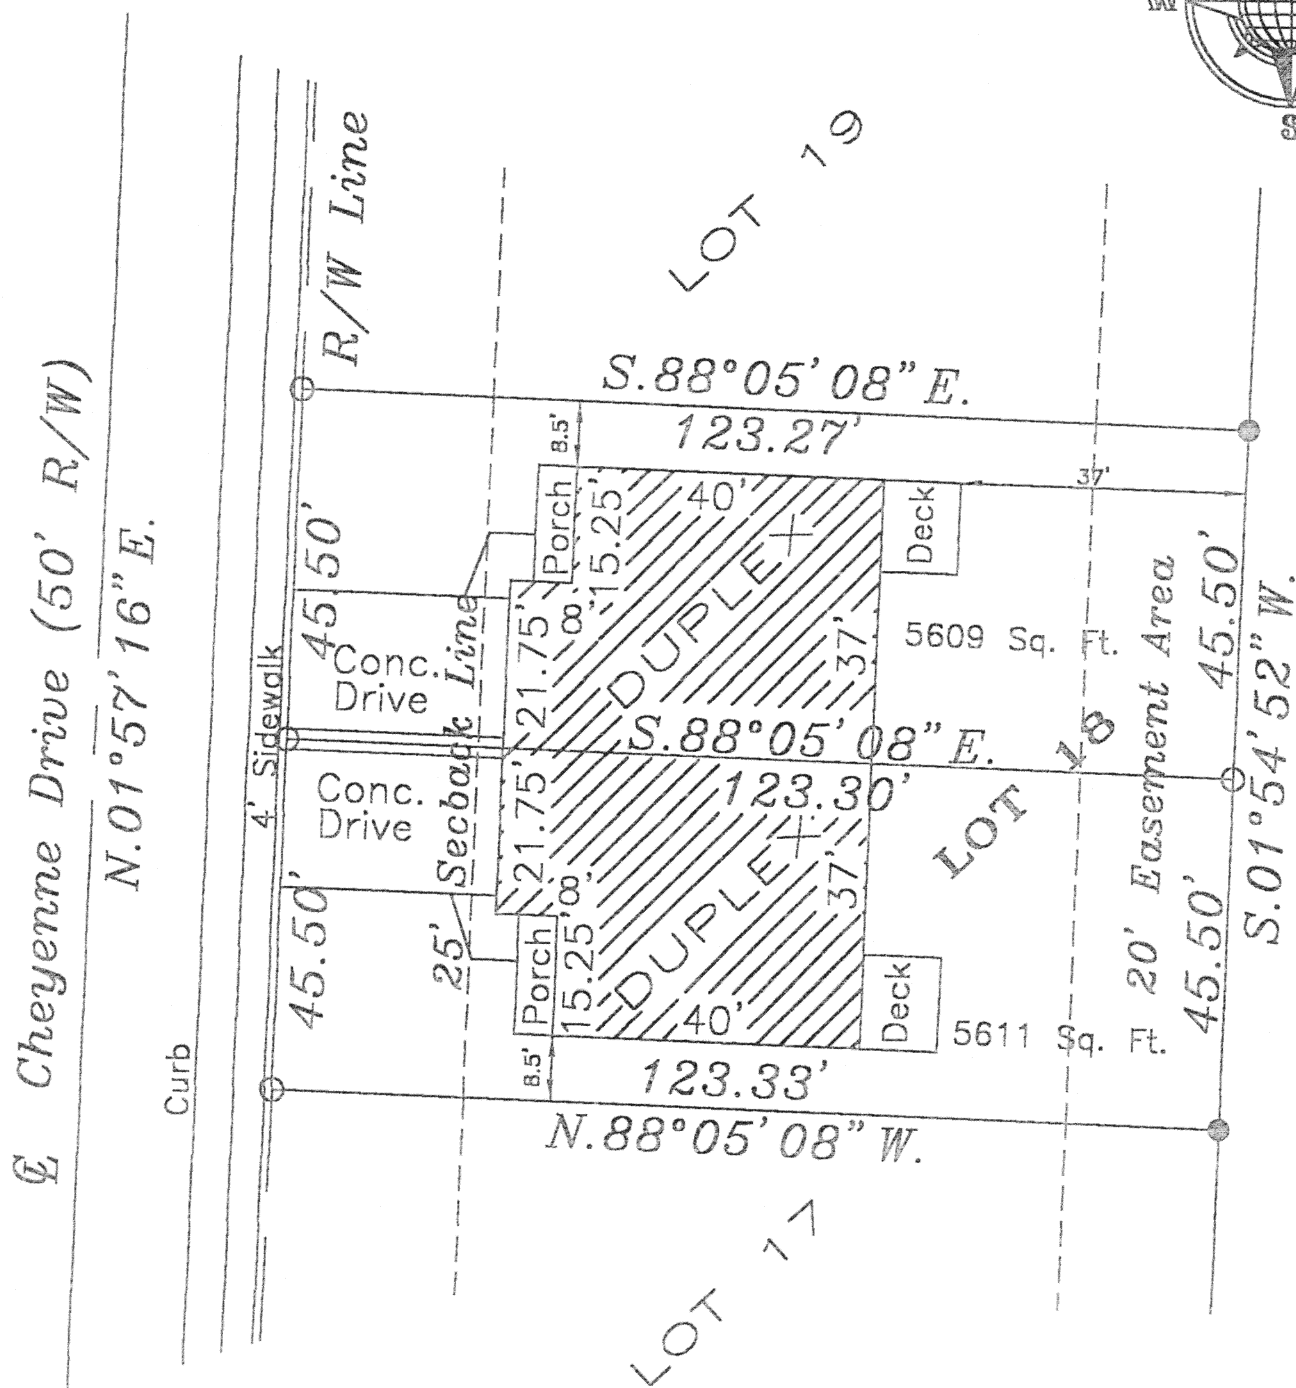 W
S
℄ Cheyenne Drive (50' R/W)
N.01°57'16" E.
Curb
4' Sidewalk
R/W Line
LOT 19
S.88°05'08" E.
123.27'
8.5'
45.50'
Conc.
Drive
Porch
15.25'
40'
8'
21.75'
DUPLEX
37'
Deck
37'
5609 Sq. Ft.
45.50'
25' Secback Line
S.88°05'08" E.
123.30'
LOT 18
20' Easement Area
S.01°54'52" W.
Conc.
Drive
45.50'
21.75'
8'
Porch
15.25'
40'
DUPLEX
37'
Deck
5611 Sq. Ft.
45.50'
8.5'
123.33'
N.88°05'08" W.
LOT 17